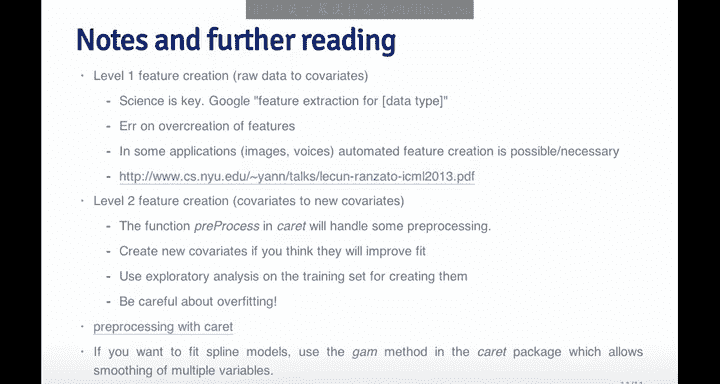 Notes and further reading
· Level 1 feature creation (raw data to covariates)
- Science is key. Google "feature extraction for [data type]"
- Err on overcreation of features
- In some applications (images, voices) automated feature creation is possible/necessary
- http://www.cs.nyu.edu/~yann/talks/lecun-ranzato-icml2013.pdf
· Level 2 feature creation (covariates to new covariates)
- The function preProcess in caret will handle some preprocessing.
- Create new covariates if you think they will improve fit
- Use exploratory analysis on the training set for creating them
- Be careful about overfitting!
· preprocessing with caret
· If you want to fit spline models, use the gam method in the caret package which allows
smoothing of multiple variables.